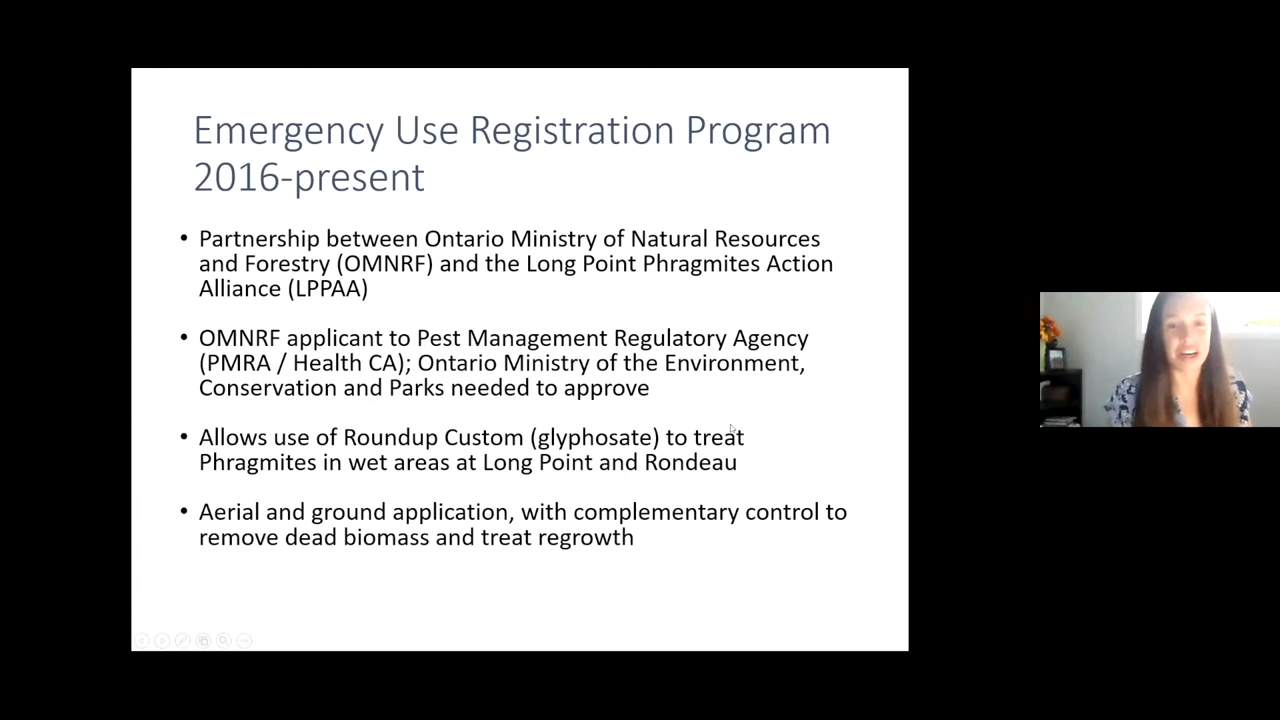 Emergency Use Registration Program
2016-present
• Partnership between Ontario Ministry of Natural Resources
and Forestry (OMNRF) and the Long Point Phragmites Action
Alliance (LPPAA)
• OMNRF applicant to Pest Management Regulatory Agency
(PMRA / Health CA); Ontario Ministry of the Environment,
Conservation and Parks needed to approve
• Allows use of Roundup Custom (glyphosate) to treat
Phragmites in wet areas at Long Point and Rondeau
• Aerial and ground application, with complementary control to
remove dead biomass and treat regrowth